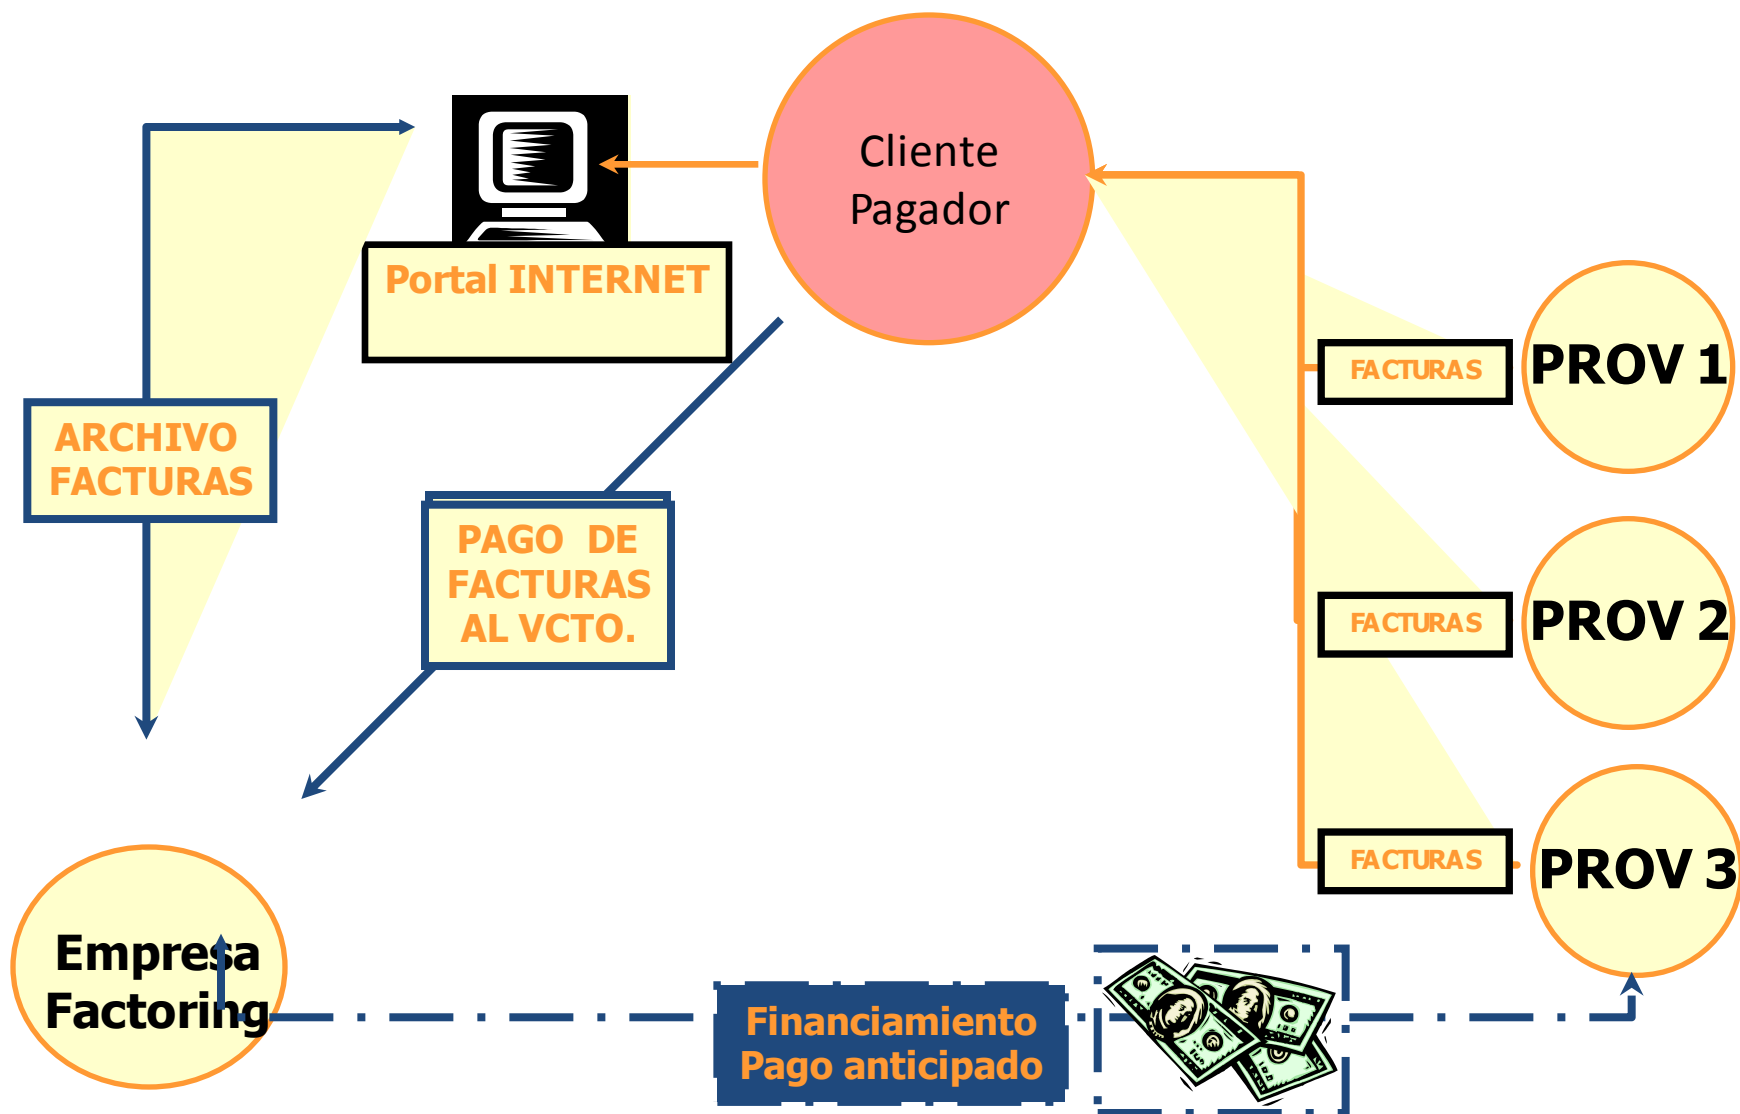 Cliente
Pagador
Portal INTERNET
FACTURAS
PROV 1
ARCHIVO
FACTURAS
PAGO DE
FACTURAS
AL VCTO.
FACTURAS
PROV 2
FACTURAS
PROV 3
Empresa
Factoring
Financiamiento
Pago anticipado